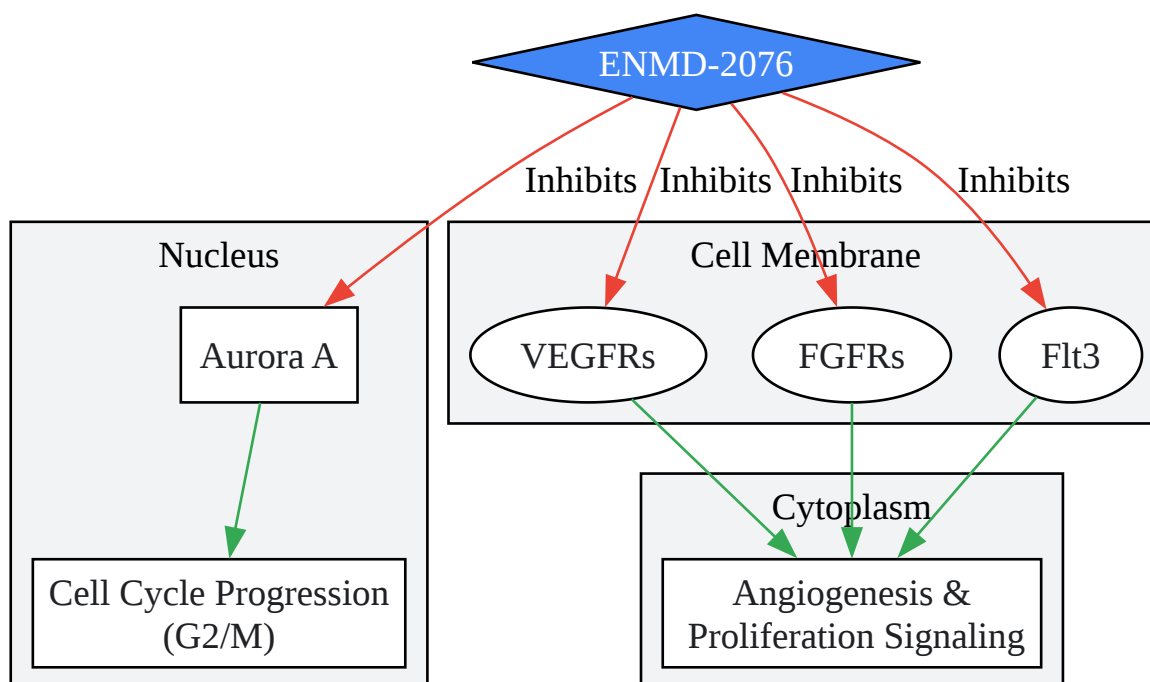 ENMD-2076
Inhibits
Inhibits
Inhibits
Inhibits
Nucleus
Cell Membrane
Aurora A
VEGFRs
FGFRs
Flt3
Cytoplasm
Cell Cycle Progression
(G2/M)
Angiogenesis &
Proliferation Signaling